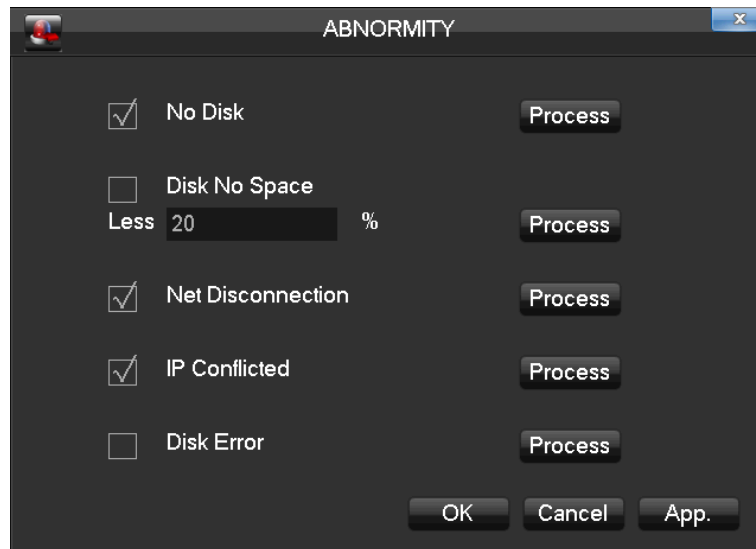 ABNORMITY
x
No Disk Process
Disk No Space
Less 20 % Process
Net Disconnection Process
IP Conflicted Process
Disk Error Process
OK Cancel App.